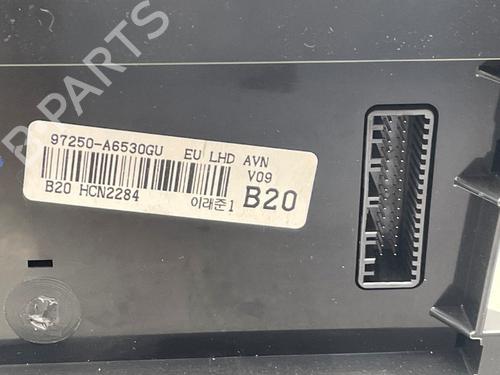 B-PARTS
97250-A6530GU EU LHD AVN
V09
B20 HCN2284 이래준1 B20